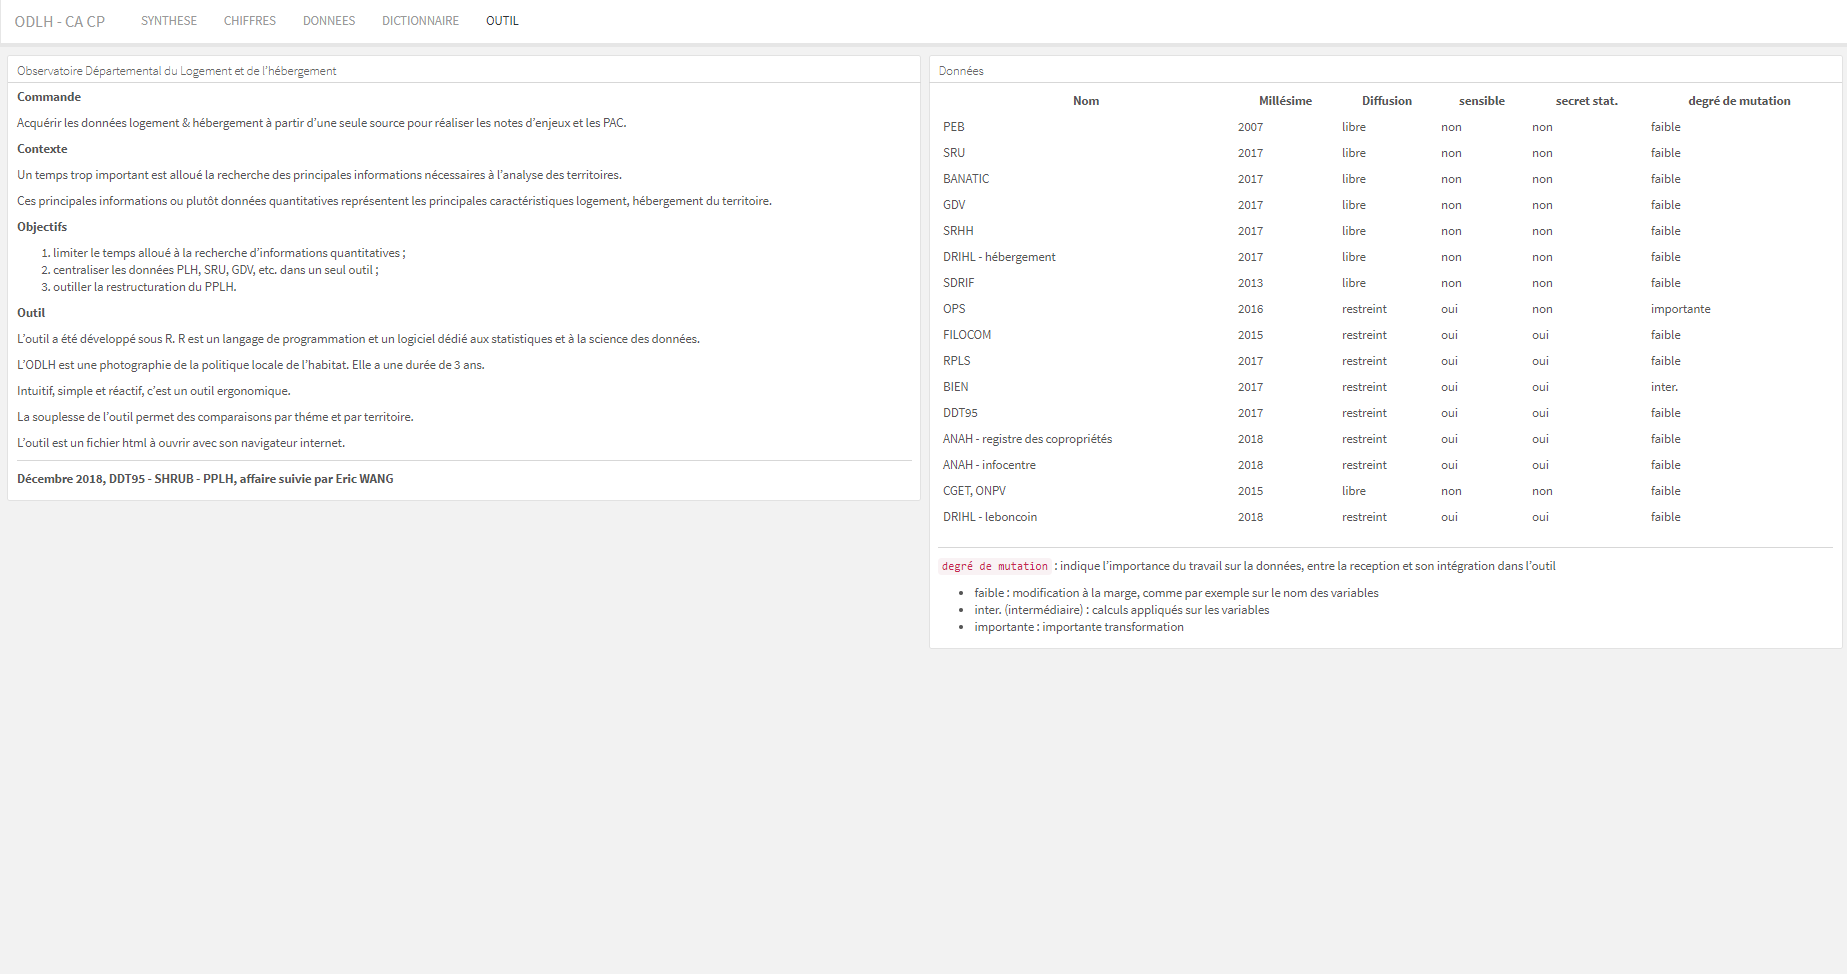 ODLH - CA CP SYNTHESE CHIFFRES DONNEES DICTIONNAIRE OUTIL
Observatoire Départemental du Logement et de l'hébergement
Commande
Acquérir les données logement & hébergement à partir d'une seule source pour réaliser les notes d'enjeux et les PAC.
Contexte
Un temps trop important est alloué la recherche des principales informations nécessaires à l'analyse des territoires.
Ces principales informations ou plutôt données quantitatives représentent les principales caractéristiques logement, hébergement du territoire.
Objectifs
1. limiter le temps alloué à la recherche d'informations quantitatives ;
2. centraliser les données PLH, SRU, GDV, etc. dans un seul outil ;
3. outiller la restructuration du PPLH.
Outil
L'outil a été développé sous R. R est un langage de programmation et un logiciel dédié aux statistiques et à la science des données.
L'ODLH est une photographie de la politique locale de l'habitat. Elle a une durée de 3 ans.
Intuitif, simple et réactif, c'est un outil ergonomique.
La souplesse de l'outil permet des comparaisons par théme et par territoire.
L'outil est un fichier html à ouvrir avec son navigateur internet.
Décembre 2018, DDT95 - SHRUB - PPLH, affaire suivie par Eric WANG
Données
Nom Millésime Diffusion sensible secret stat. degré de mutation
PEB 2007 libre non non faible
SRU 2017 libre non non faible
BANATIC 2017 libre non non faible
GDV 2017 libre non non faible
SRHH 2017 libre non non faible
DRIHL - hébergement 2017 libre non non faible
SDRIF 2013 libre non non faible
OPS 2016 restreint oui non importante
FILOCOM 2015 restreint oui oui faible
RPLS 2017 restreint oui oui faible
BIEN 2017 restreint oui oui inter.
DDT95 2017 restreint oui oui faible
ANAH - registre des copropriétés 2018 restreint oui oui faible
ANAH - infocentre 2018 restreint oui oui faible
CGET, ONPV 2015 libre non non faible
DRIHL - leboncoin 2018 restreint oui oui faible
degré de mutation : indique l'importance du travail sur la données, entre la reception et son intégration dans l'outil
• faible : modification à la marge, comme par exemple sur le nom des variables
• inter. (intermédiaire) : calculs appliqués sur les variables
• importante : importante transformation